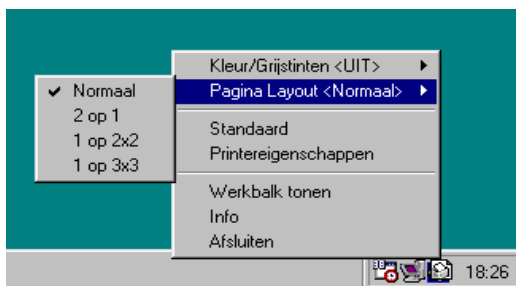 Kleur/Grijstinten <UIT>
Pagina Layout <Normaal>
Normaal
2 op 1
1 op 2x2
1 op 3x3
Standaard
Printereigenschappen
Werkbalk tonen
Info
Afsluiten
18:26